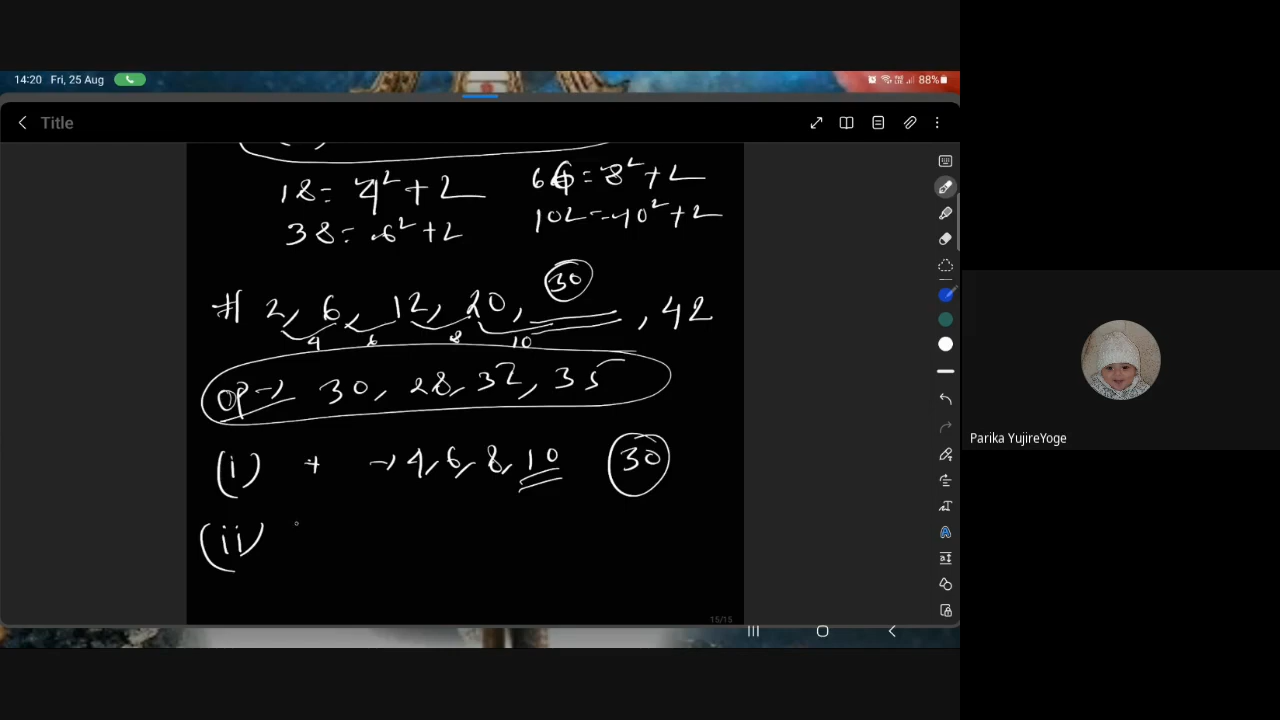 14:20 Fri, 25 Aug
88%
Title
18 = 4²+2
66 = 8²+2
38 = 6²+2
102 = 10²+2
30
# 2, 6, 12, 20, , 42
4 6 8 10
OP → 30, 28, 32, 35
(i) + → 4, 6, 8, 10 30
(ii)
15/15
Parika YujireYoge